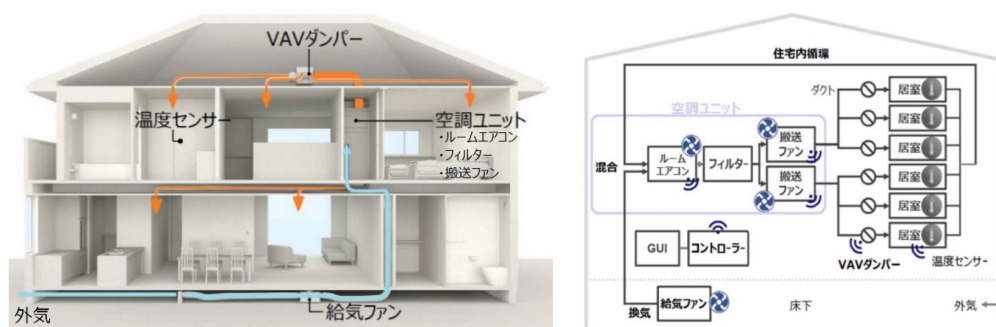 VAVダンパー
温度センサー
空調ユニット
・ルームエアコン
・フィルター
・搬送ファン
外気
給気ファン
住宅内循環
ダクト
居室
空調ユニット
居室
搬送
ファン
居室
混合
ルーム
エアコン
フィルター
搬送
ファン
居室
居室
GUI
コントローラー
居室
VAVダンパー
温度センサー
換気
給気ファン
床下
外気